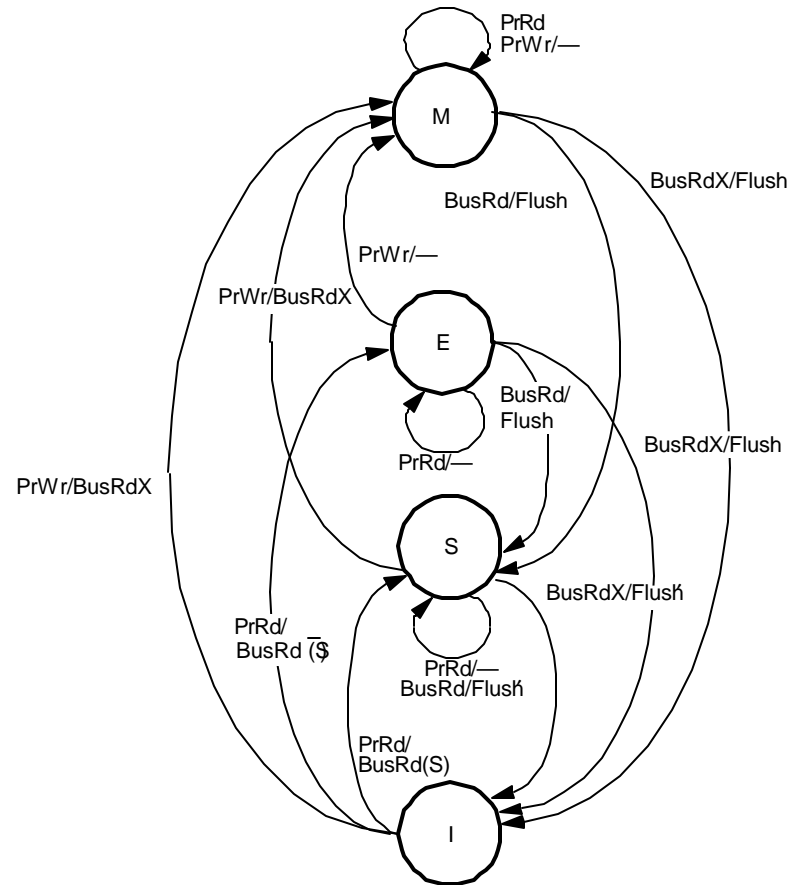 PrRd
PrWr/—
M
BusRdX/Flush
BusRd/Flush
PrWr/—
PrWr/BusRdX
E
BusRd/
Flush
BusRdX/Flush
PrRd/—
PrWr/BusRdX
S
BusRdX/Flush'
PrRd/
BusRd (S̅)
PrRd/—
BusRd/Flush'
PrRd/
BusRd(S)
I